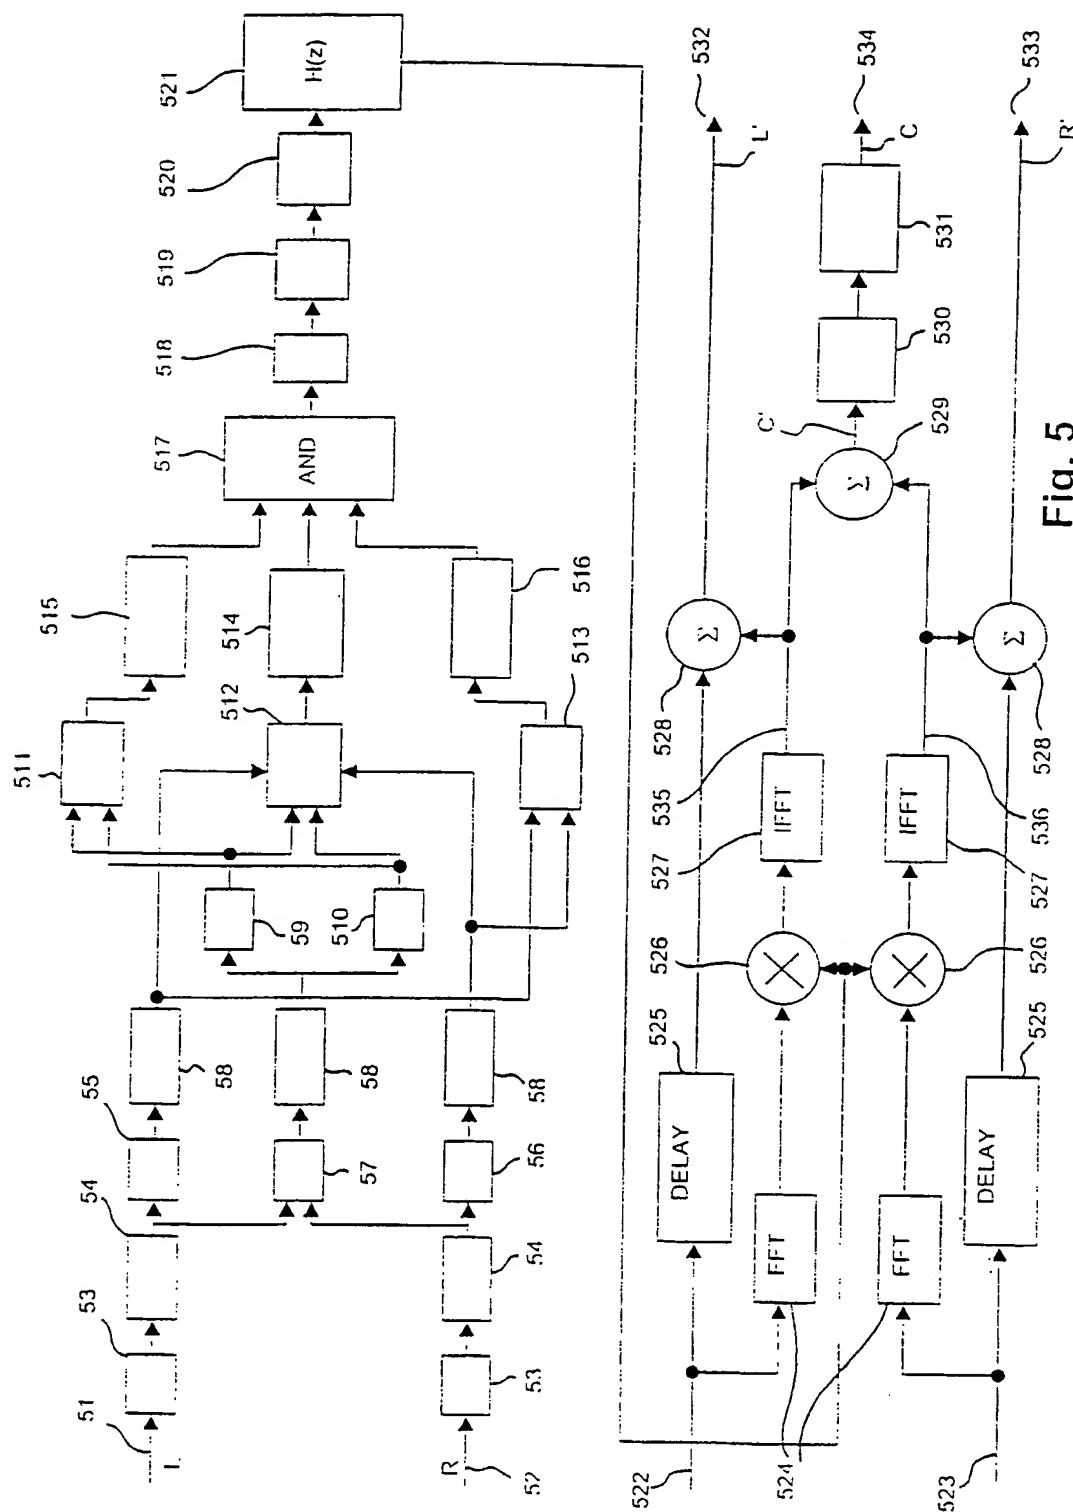 51
53
54
55
58
511
515
517
518
519
520
521
L
57
58
59
510
512
514
AND
H(z)
R
52
53
54
56
58
513
516
522
525
DELAY
526
527
535
528
Σ
532
L'
FFT
IFFT
524
C'
Σ
529
530
531
C
534
FFT
526
IFFT
527
536
523
DELAY
525
Σ
528
533
R'
Fig. 5